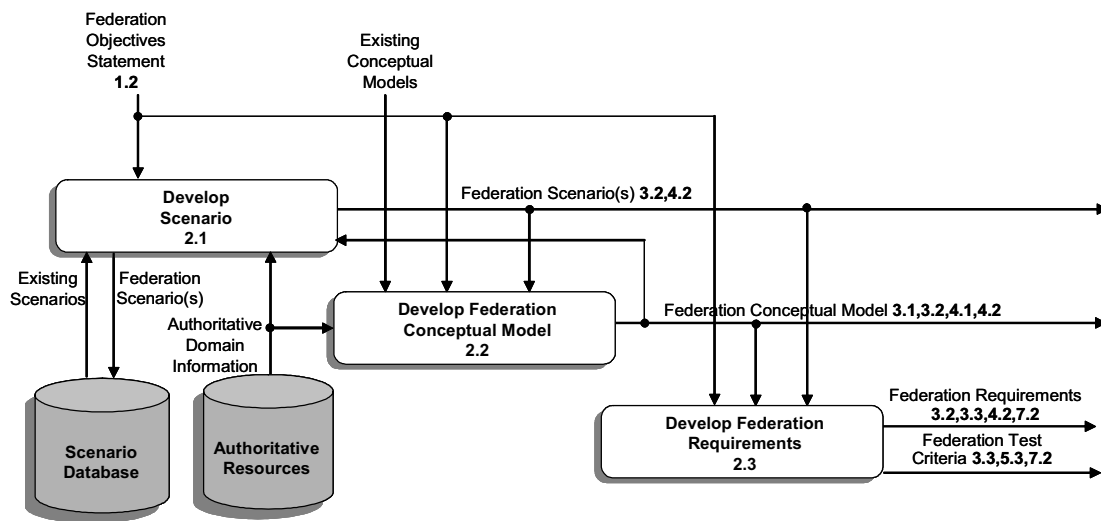 Federation
Objectives
Statement
1.2
Existing
Conceptual
Models
Develop
Scenario
2.1
Federation Scenario(s) 3.2,4.2
Existing
Scenarios
Federation
Scenario(s)
Authoritative
Domain
Information
Develop Federation
Conceptual Model
2.2
Federation Conceptual Model 3.1,3.2,4.1,4.2
Scenario
Database
Authoritative
Resources
Develop Federation
Requirements
2.3
Federation Requirements
3.2,3.3,4.2,7.2
Federation Test
Criteria 3.3,5.3,7.2